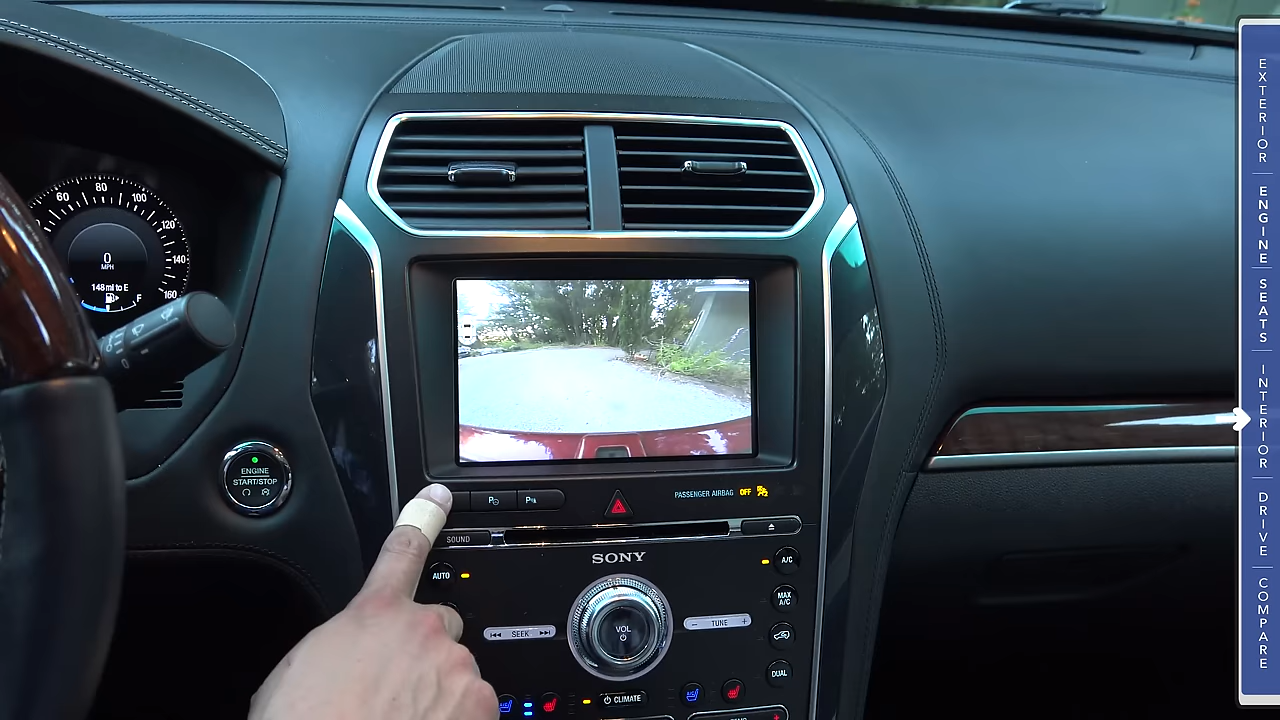 60
80
100
120
140
160
0
MPH
148 mi to E
F
ENGINE
START/STOP
PASSENGER AIRBAG OFF
SOUND
SONY
AUTO
A/C
MAX
A/C
SEEK
VOL
− TUNE +
DUAL
CLIMATE
EXTERIOR
ENGINE
SEATS
INTERIOR
DRIVE
COMPARE